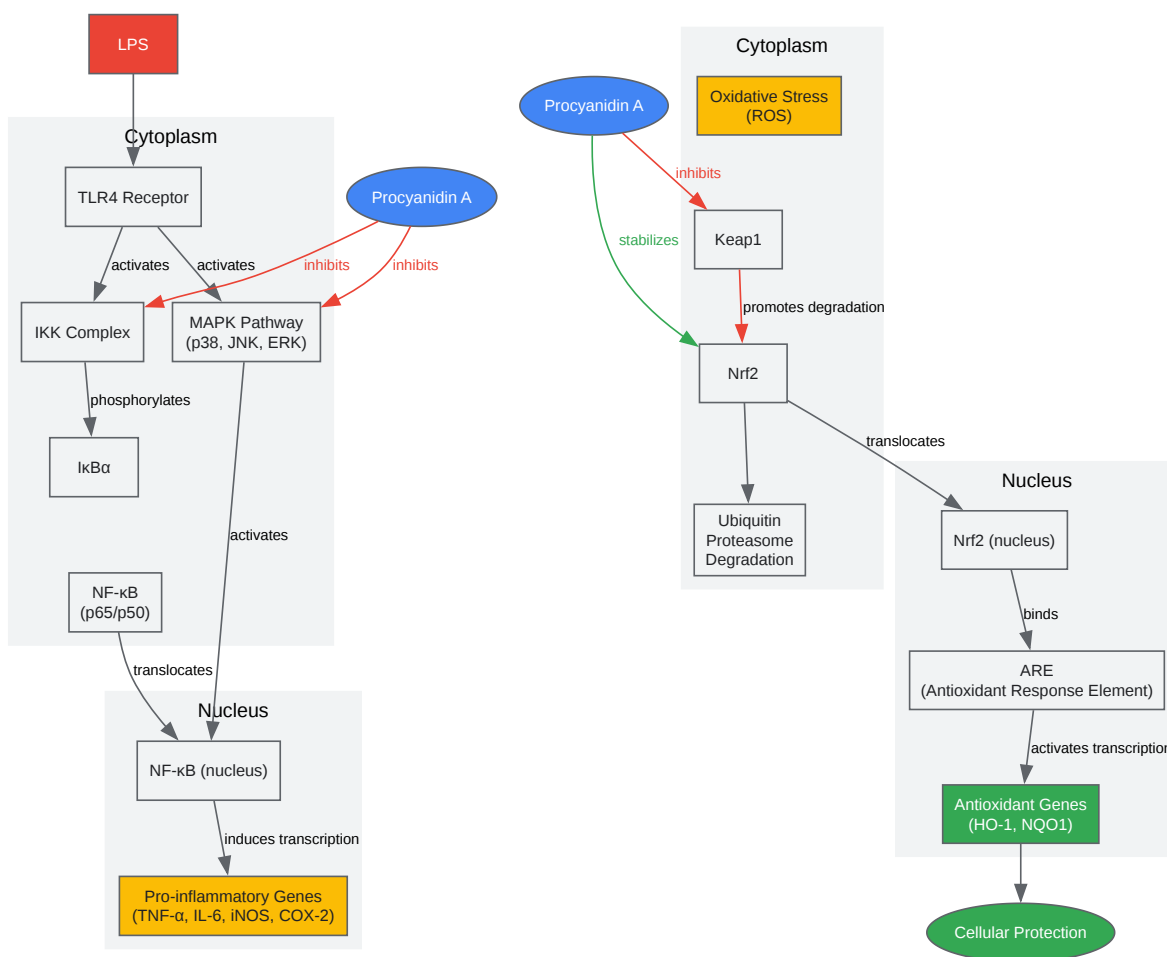 LPS
Cytoplasm
TLR4 Receptor
Procyanidin A
activates
activates
inhibits
inhibits
IKK Complex
MAPK Pathway
(p38, JNK, ERK)
phosphorylates
IκBα
activates
NF-κB
(p65/p50)
translocates
Nucleus
NF-κB (nucleus)
induces transcription
Pro-inflammatory Genes
(TNF-α, IL-6, iNOS, COX-2)
Cytoplasm
Procyanidin A
Oxidative Stress
(ROS)
inhibits
stabilizes
Keap1
promotes degradation
Nrf2
translocates
Ubiquitin
Proteasome
Degradation
Nucleus
Nrf2 (nucleus)
binds
ARE
(Antioxidant Response Element)
activates transcription
Antioxidant Genes
(HO-1, NQO1)
Cellular Protection